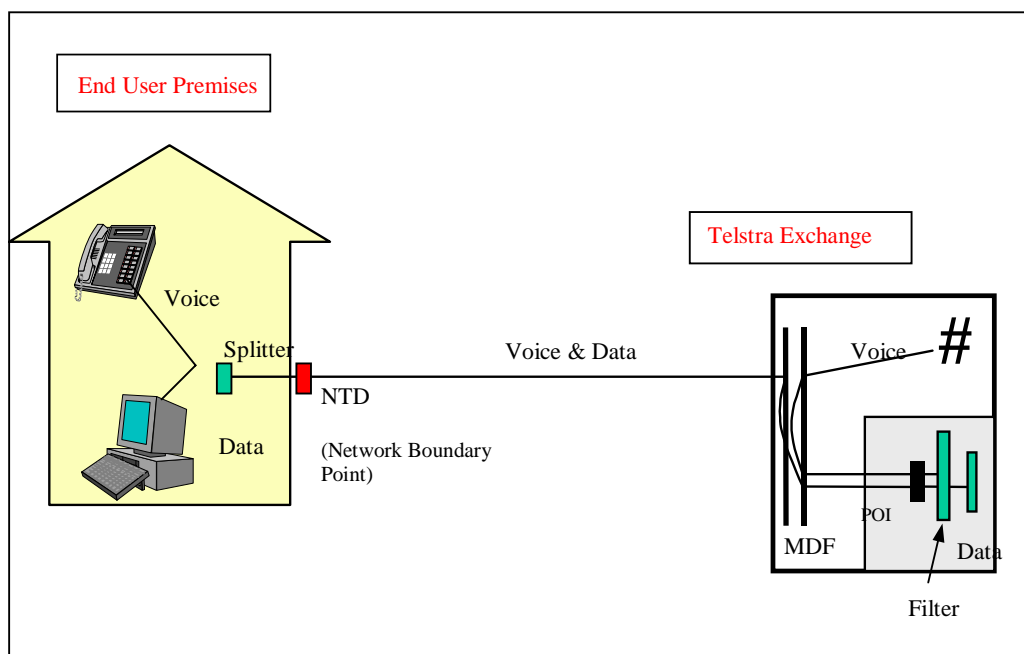 End User Premises
Telstra Exchange
Voice
Splitter
Voice & Data
Voice
#
NTD
Data
(Network Boundary
Point)
POI
MDF
Data
Filter